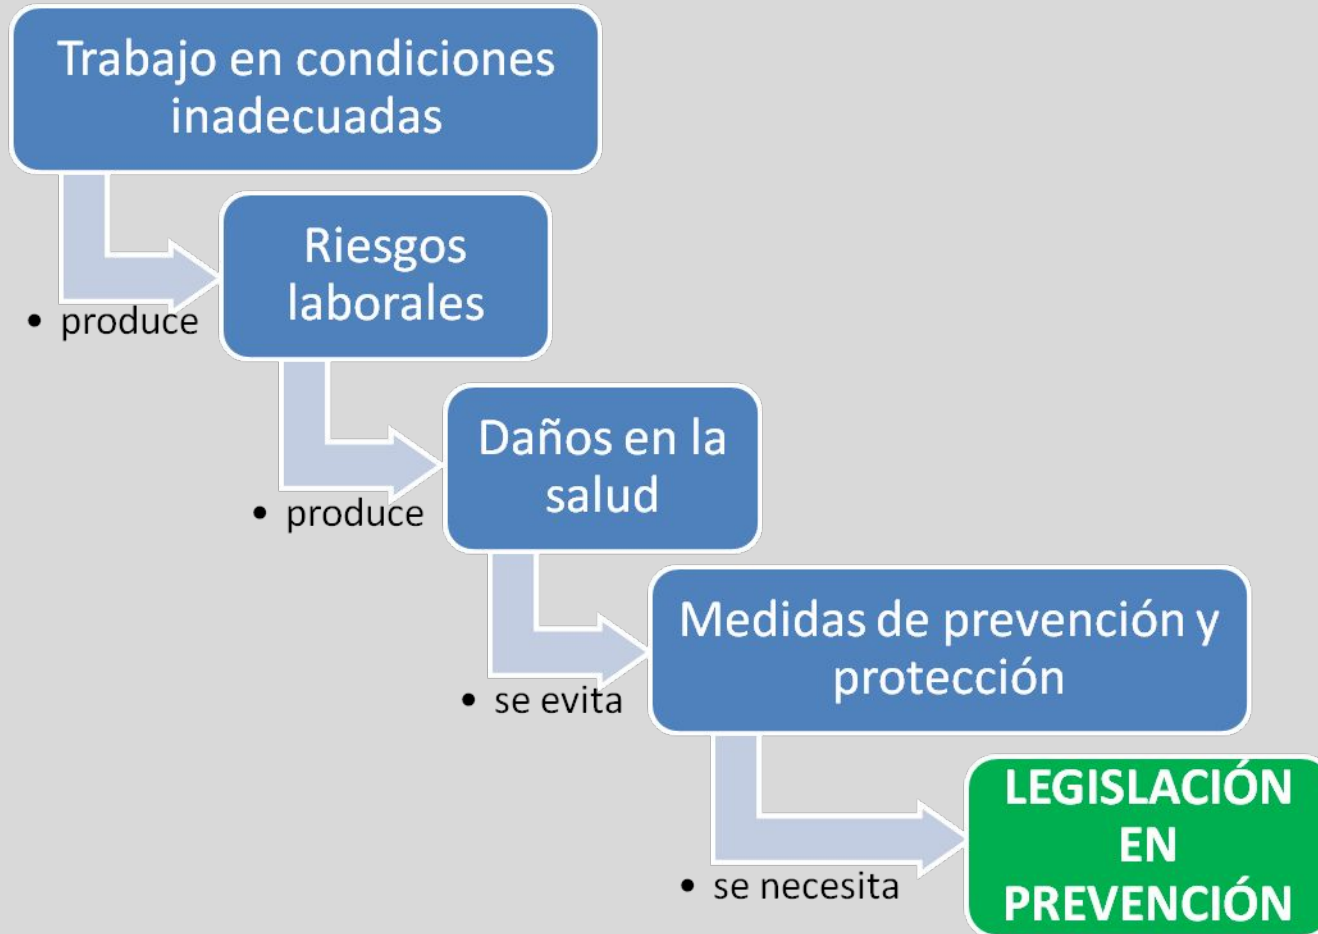 Trabajo en condiciones
inadecuadas
Riesgos
laborales
• produce
Daños en la
salud
• produce
Medidas de prevención y
protección
• se evita
LEGISLACIÓN
EN
PREVENCIÓN
• se necesita